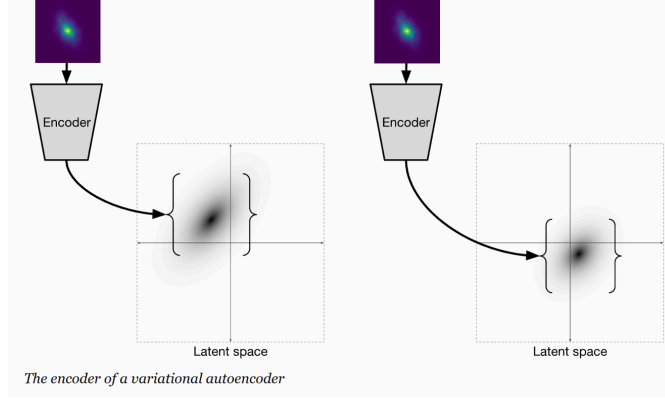 Encoder
Encoder
Latent space
Latent space
The encoder of a variational autoencoder